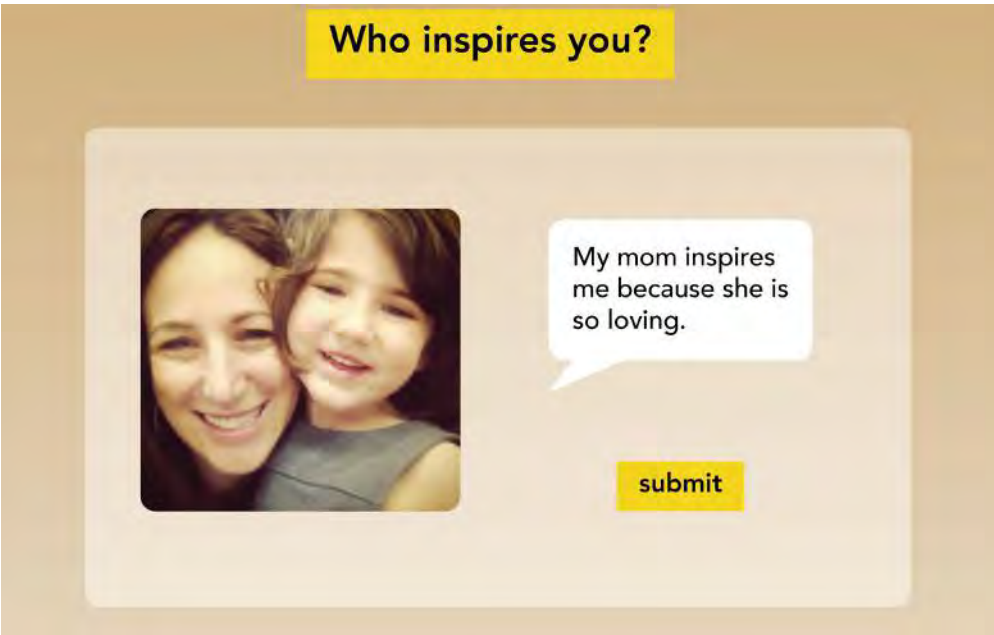 Who inspires you?
My mom inspires
me because she is
so loving.
submit